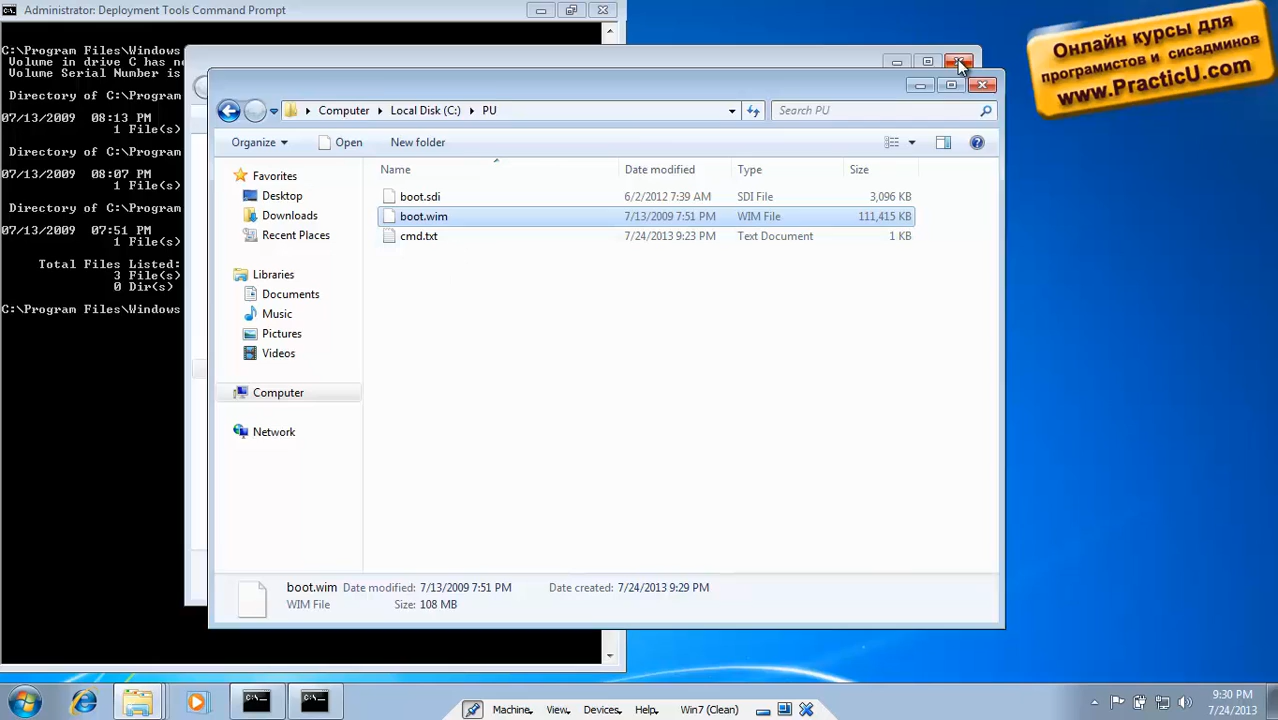 Administrator: Deployment Tools Command Prompt
C:\Program Files\Windows
Volume in drive C has n
Volume Serial Number is
Directory of C:\Program
07/13/2009 08:13 PM
1 File(s)
Directory of C:\Program
07/13/2009 08:07 PM
1 File(s)
Directory of C:\Program
07/13/2009 07:51 PM
1 File(s)
Total Files Listed:
3 File(s)
0 Dir(s)
C:\Program Files\Windows
Онлайн курсы для
програмистов и сисадминов
www.PracticU.com
Computer Local Disk (C:) PU
Search PU
Organize Open New folder
Name Date modified Type Size
boot.sdi 6/2/2012 7:39 AM SDI File 3,096 KB
boot.wim 7/13/2009 7:51 PM WIM File 111,415 KB
cmd.txt 7/24/2013 9:23 PM Text Document 1 KB
Favorites
Desktop
Downloads
Recent Places
Libraries
Documents
Music
Pictures
Videos
Computer
Network
boot.wim Date modified: 7/13/2009 7:51 PM Date created: 7/24/2013 9:29 PM
WIM File Size: 108 MB
Machine View Devices Help Win7 (Clean)
9:30 PM
7/24/2013